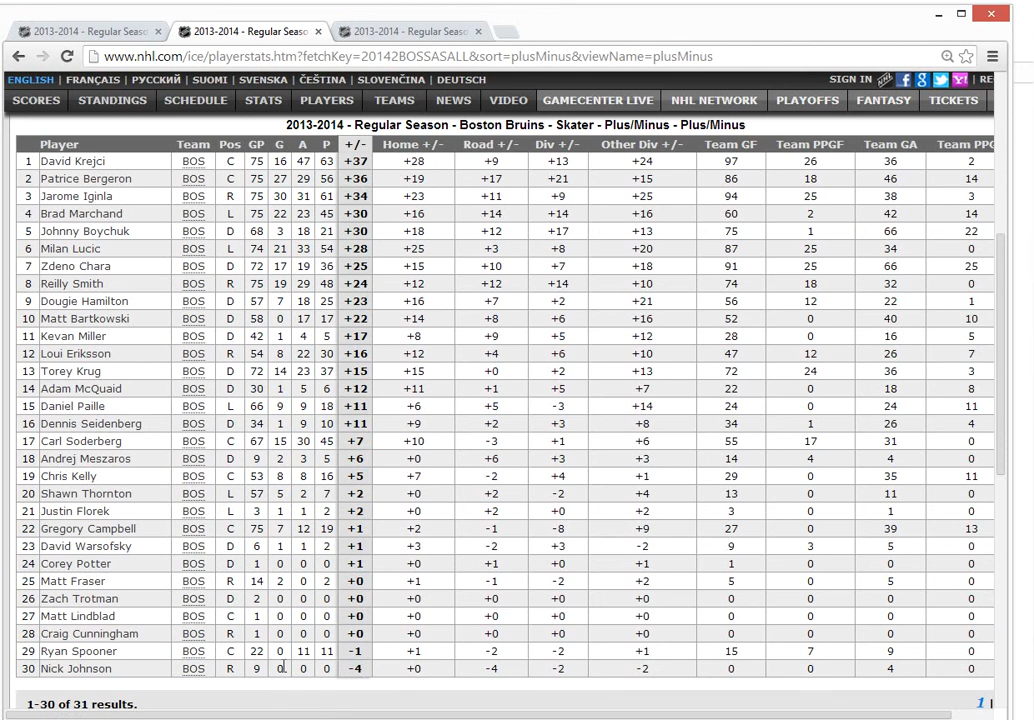 2013-2014 - Regular Seaso
2013-2014 - Regular Seaso
2013-2014 - Regular Seaso
www.nhl.com/ice/playerstats.htm?fetchKey=20142BOSSASALL&sort=plusMinus&viewName=plusMinus
ENGLISH | FRANÇAIS | РУССКИЙ | SUOMI | SVENSKA | ČEŠTINA | SLOVENČINA | DEUTSCH SIGN IN RE
SCORES STANDINGS SCHEDULE STATS PLAYERS TEAMS NEWS VIDEO GAMECENTER LIVE NHL NETWORK PLAYOFFS FANTASY TICKETS
2013-2014 - Regular Season - Boston Bruins - Skater - Plus/Minus - Plus/Minus
Player Team Pos GP G A P +/- Home +/- Road +/- Div +/- Other Div +/- Team GF Team PPGF Team GA Team PPG
1 David Krejci BOS C 75 16 47 63 +37 +28 +9 +13 +24 97 26 36 2
2 Patrice Bergeron BOS C 75 27 29 56 +36 +19 +17 +21 +15 86 18 46 14
3 Jarome Iginla BOS R 75 30 31 61 +34 +23 +11 +9 +25 94 25 38 3
4 Brad Marchand BOS L 75 22 23 45 +30 +16 +14 +14 +16 60 2 42 14
5 Johnny Boychuk BOS D 68 3 18 21 +30 +18 +12 +17 +13 75 1 66 22
6 Milan Lucic BOS L 74 21 33 54 +28 +25 +3 +8 +20 87 25 34 0
7 Zdeno Chara BOS D 72 17 19 36 +25 +15 +10 +7 +18 91 25 66 25
8 Reilly Smith BOS R 75 19 29 48 +24 +12 +12 +14 +10 74 18 32 0
9 Dougie Hamilton BOS D 57 7 18 25 +23 +16 +7 +2 +21 56 12 22 1
10 Matt Bartkowski BOS D 58 0 17 17 +22 +14 +8 +6 +16 52 0 40 10
11 Kevan Miller BOS D 42 1 4 5 +17 +8 +9 +5 +12 28 0 16 5
12 Loui Eriksson BOS R 54 8 22 30 +16 +12 +4 +6 +10 47 12 26 7
13 Torey Krug BOS D 72 14 23 37 +15 +15 +0 +2 +13 72 24 36 3
14 Adam McQuaid BOS D 30 1 5 6 +12 +11 +1 +5 +7 22 0 18 8
15 Daniel Paille BOS L 66 9 9 18 +11 +6 +5 -3 +14 24 0 24 11
16 Dennis Seidenberg BOS D 34 1 9 10 +11 +9 +2 +3 +8 34 1 26 4
17 Carl Soderberg BOS C 67 15 30 45 +7 +10 -3 +1 +6 55 17 31 0
18 Andrej Meszaros BOS D 9 2 3 5 +6 +0 +6 +3 +3 14 4 4 0
19 Chris Kelly BOS C 53 8 8 16 +5 +7 -2 +4 +1 29 0 35 11
20 Shawn Thornton BOS L 57 5 2 7 +2 +0 +2 -2 +4 13 0 11 0
21 Justin Florek BOS L 3 1 1 2 +2 +0 +2 +0 +2 3 0 1 0
22 Gregory Campbell BOS C 75 7 12 19 +1 +2 -1 -8 +9 27 0 39 13
23 David Warsofsky BOS D 6 1 1 2 +1 +3 -2 +3 -2 9 3 5 0
24 Corey Potter BOS D 1 0 0 0 +1 +0 +1 +0 +1 1 0 0 0
25 Matt Fraser BOS R 14 2 0 2 +0 +1 -1 -2 +2 5 0 5 0
26 Zach Trotman BOS D 2 0 0 0 +0 +0 +0 +0 +0 0 0 0 0
27 Matt Lindblad BOS C 1 0 0 0 +0 +0 +0 +0 +0 0 0 0 0
28 Craig Cunningham BOS R 1 0 0 0 +0 +0 +0 +0 +0 0 0 0 0
29 Ryan Spooner BOS C 22 0 11 11 -1 +1 -2 -2 +1 15 7 9 0
30 Nick Johnson BOS R 9 0 0 0 -4 +0 -4 -2 -2 0 0 4 0
1-30 of 31 results. 1 |